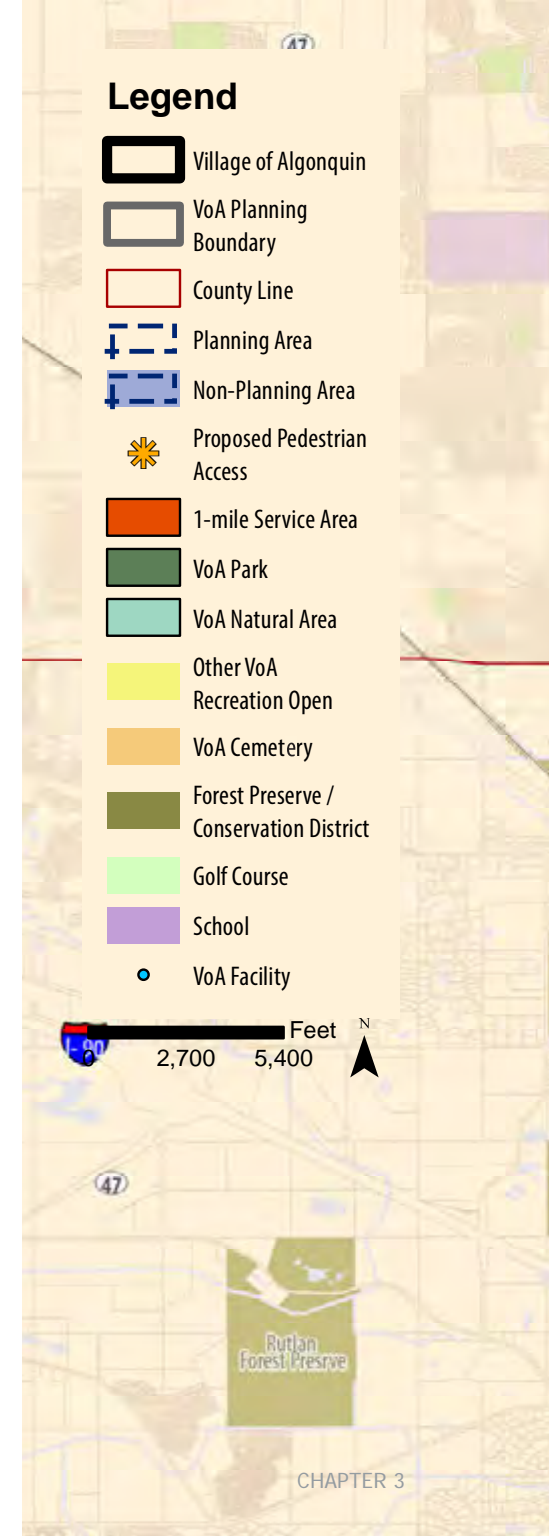 47
Legend
Village of Algonquin
VoA Planning
Boundary
County Line
Planning Area
Non-Planning Area
Proposed Pedestrian
Access
1-mile Service Area
VoA Park
VoA Natural Area
Other VoA
Recreation Open
VoA Cemetery
Forest Preserve /
Conservation District
Golf Course
School
VoA Facility
Feet
N
I- 90
0
2,700
5,400
47
Rutlan
Forest Presrve
CHAPTER 3